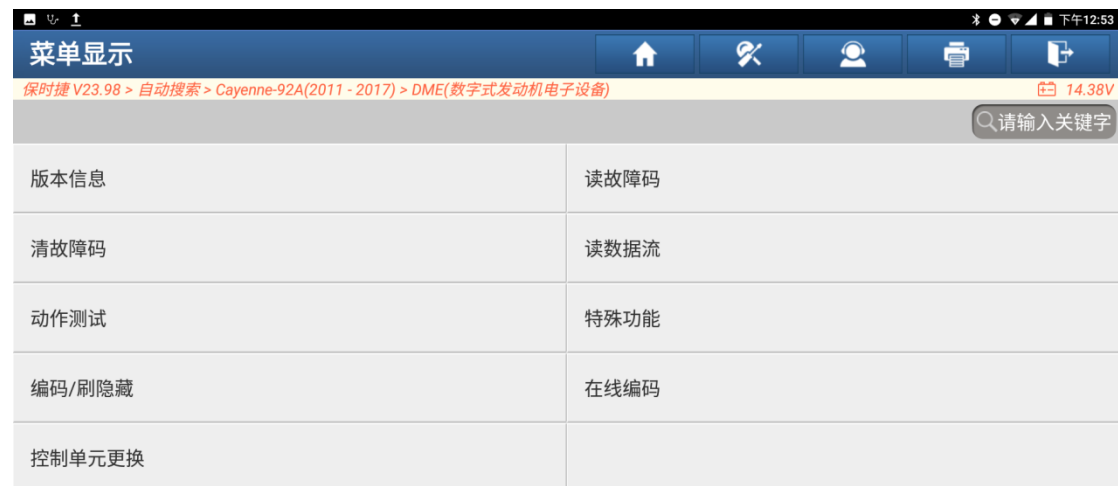 下午12:53
菜单显示
保时捷 V23.98 > 自动搜索 > Cayenne-92A(2011 - 2017) > DME(数字式发动机电子设备)
14.38V
请输入关键字
版本信息
读故障码
清故障码
读数据流
动作测试
特殊功能
编码/刷隐藏
在线编码
控制单元更换